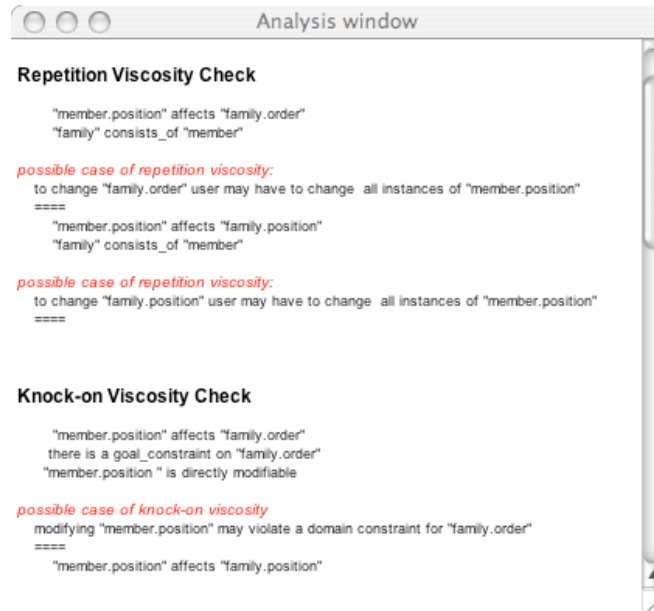 Analysis window
Repetition Viscosity Check
"member.position" affects "family.order"
"family" consists_of "member"
possible case of repetition viscosity:
to change "family.order" user may have to change  all instances of "member.position"
====
"member.position" affects "family.position"
"family" consists_of "member"
possible case of repetition viscosity:
to change "family.position" user may have to change  all instances of "member.position"
====
Knock-on Viscosity Check
"member.position" affects "family.order"
there is a goal_constraint on "family.order"
"member.position " is directly modifiable
possible case of knock-on viscosity
modifying "member.position" may violate a domain constraint for "family.order"
====
"member.position" affects "family.position"